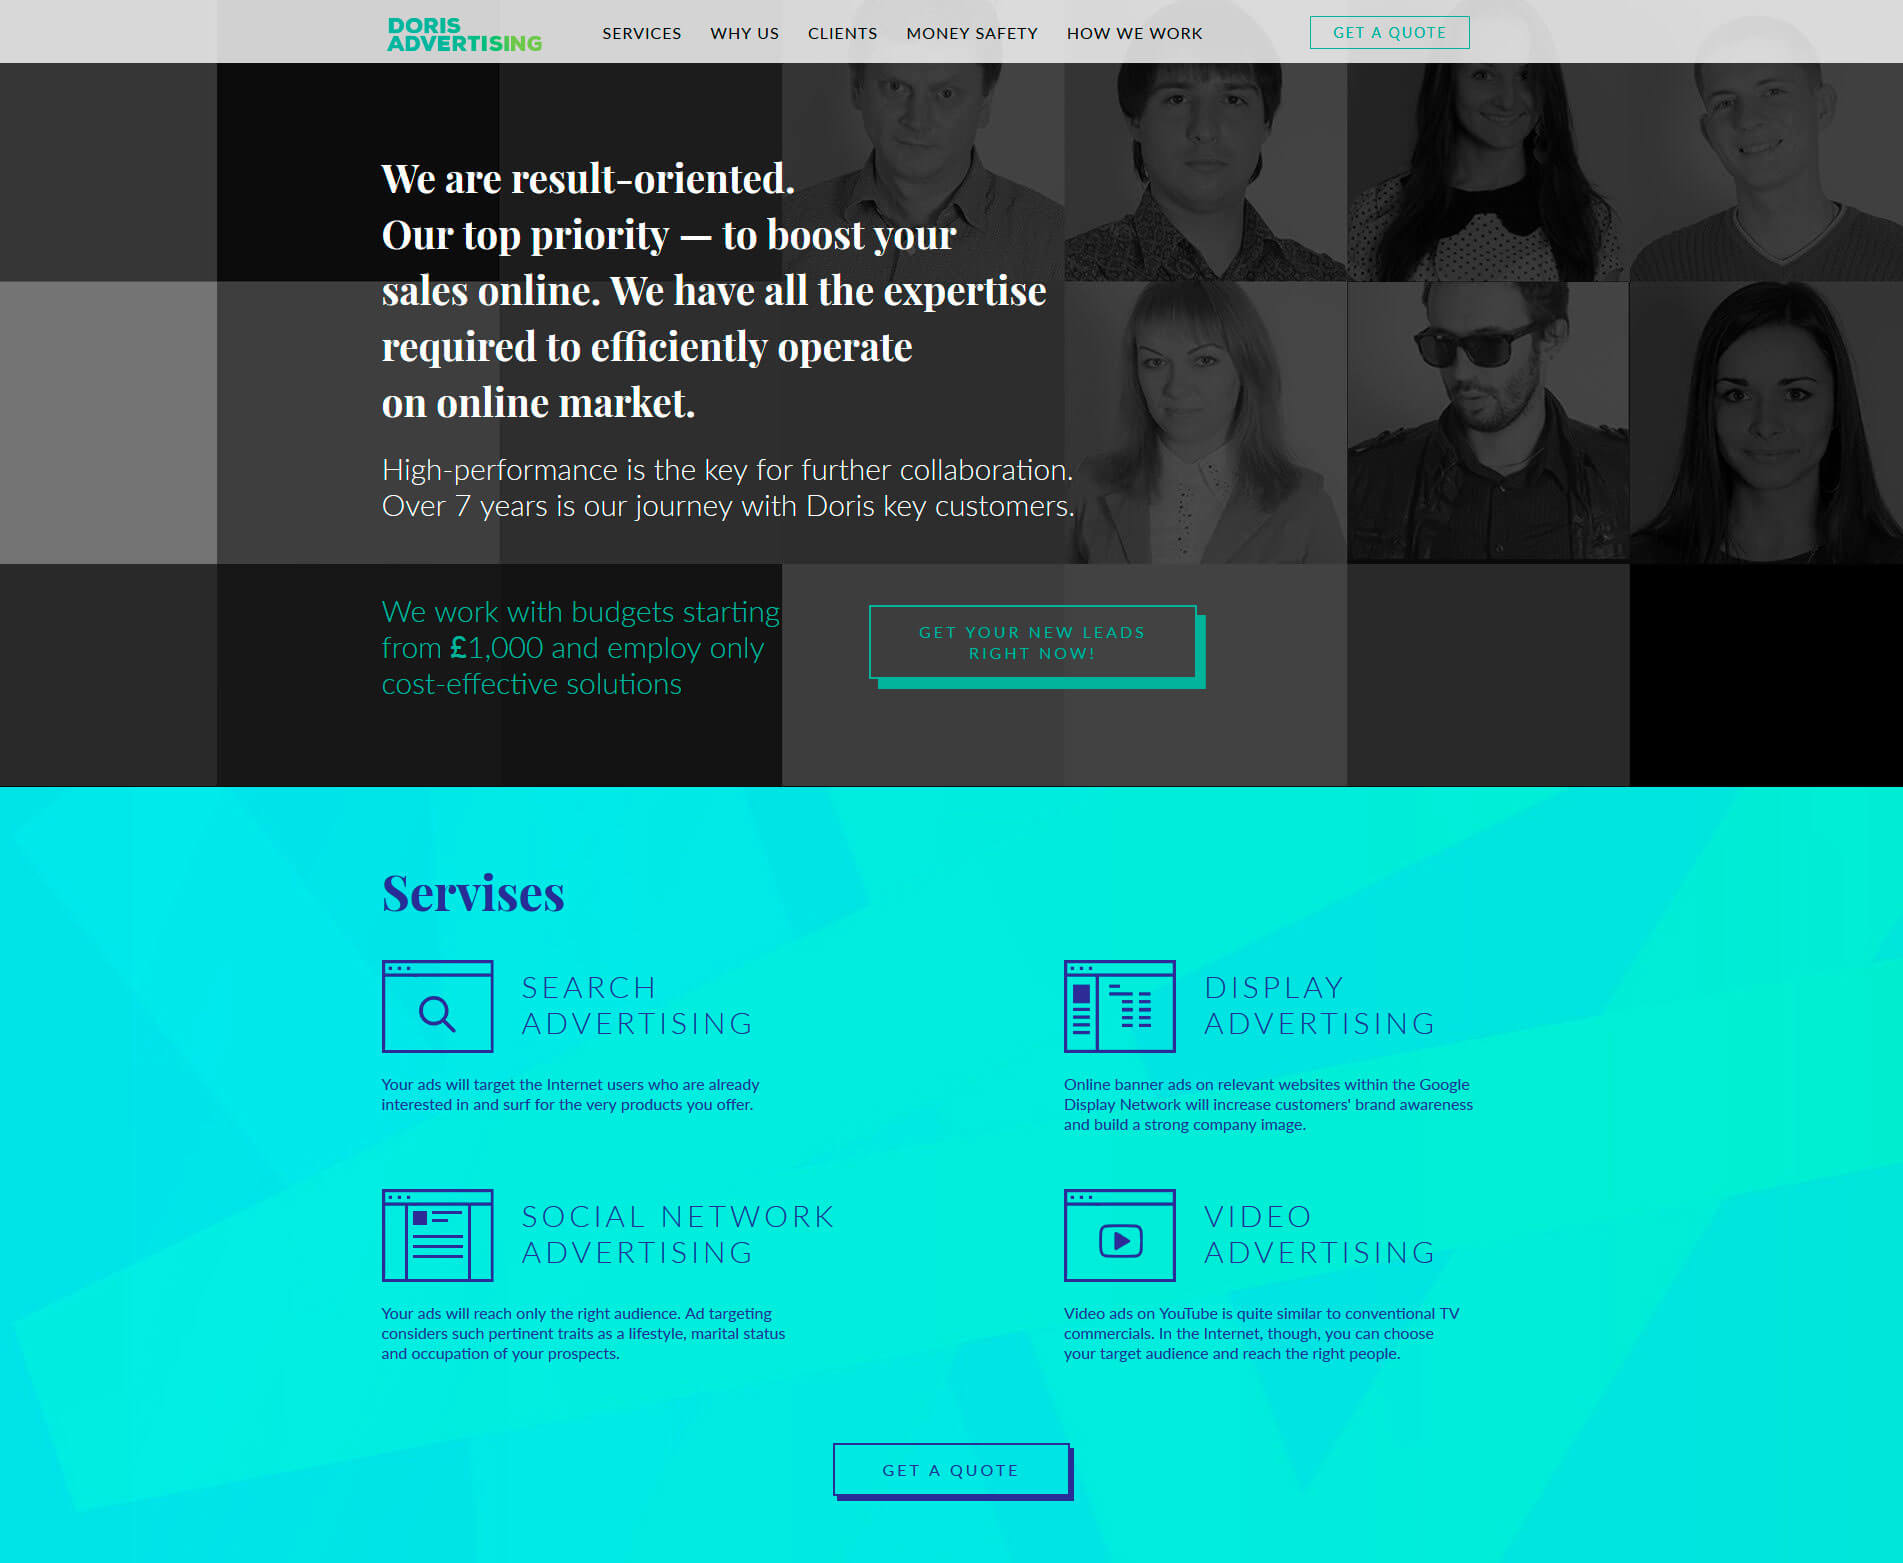 DORIS
ADVERTISING
SERVICES WHY US CLIENTS MONEY SAFETY HOW WE WORK GET A QUOTE
We are result-oriented.
Our top priority — to boost your
sales online. We have all the expertise
required to efficiently operate
on online market.
High-performance is the key for further collaboration.
Over 7 years is our journey with Doris key customers.
We work with budgets starting
from £1,000 and employ only
cost-effective solutions
GET YOUR NEW LEADS
RIGHT NOW!
Servises
SEARCH
ADVERTISING
Your ads will target the Internet users who are already
interested in and surf for the very products you offer.
DISPLAY
ADVERTISING
Online banner ads on relevant websites within the Google
Display Network will increase customers' brand awareness
and build a strong company image.
SOCIAL NETWORK
ADVERTISING
Your ads will reach only the right audience. Ad targeting
considers such pertinent traits as a lifestyle, marital status
and occupation of your prospects.
VIDEO
ADVERTISING
Video ads on YouTube is quite similar to conventional TV
commercials. In the Internet, though, you can choose
your target audience and reach the right people.
GET A QUOTE